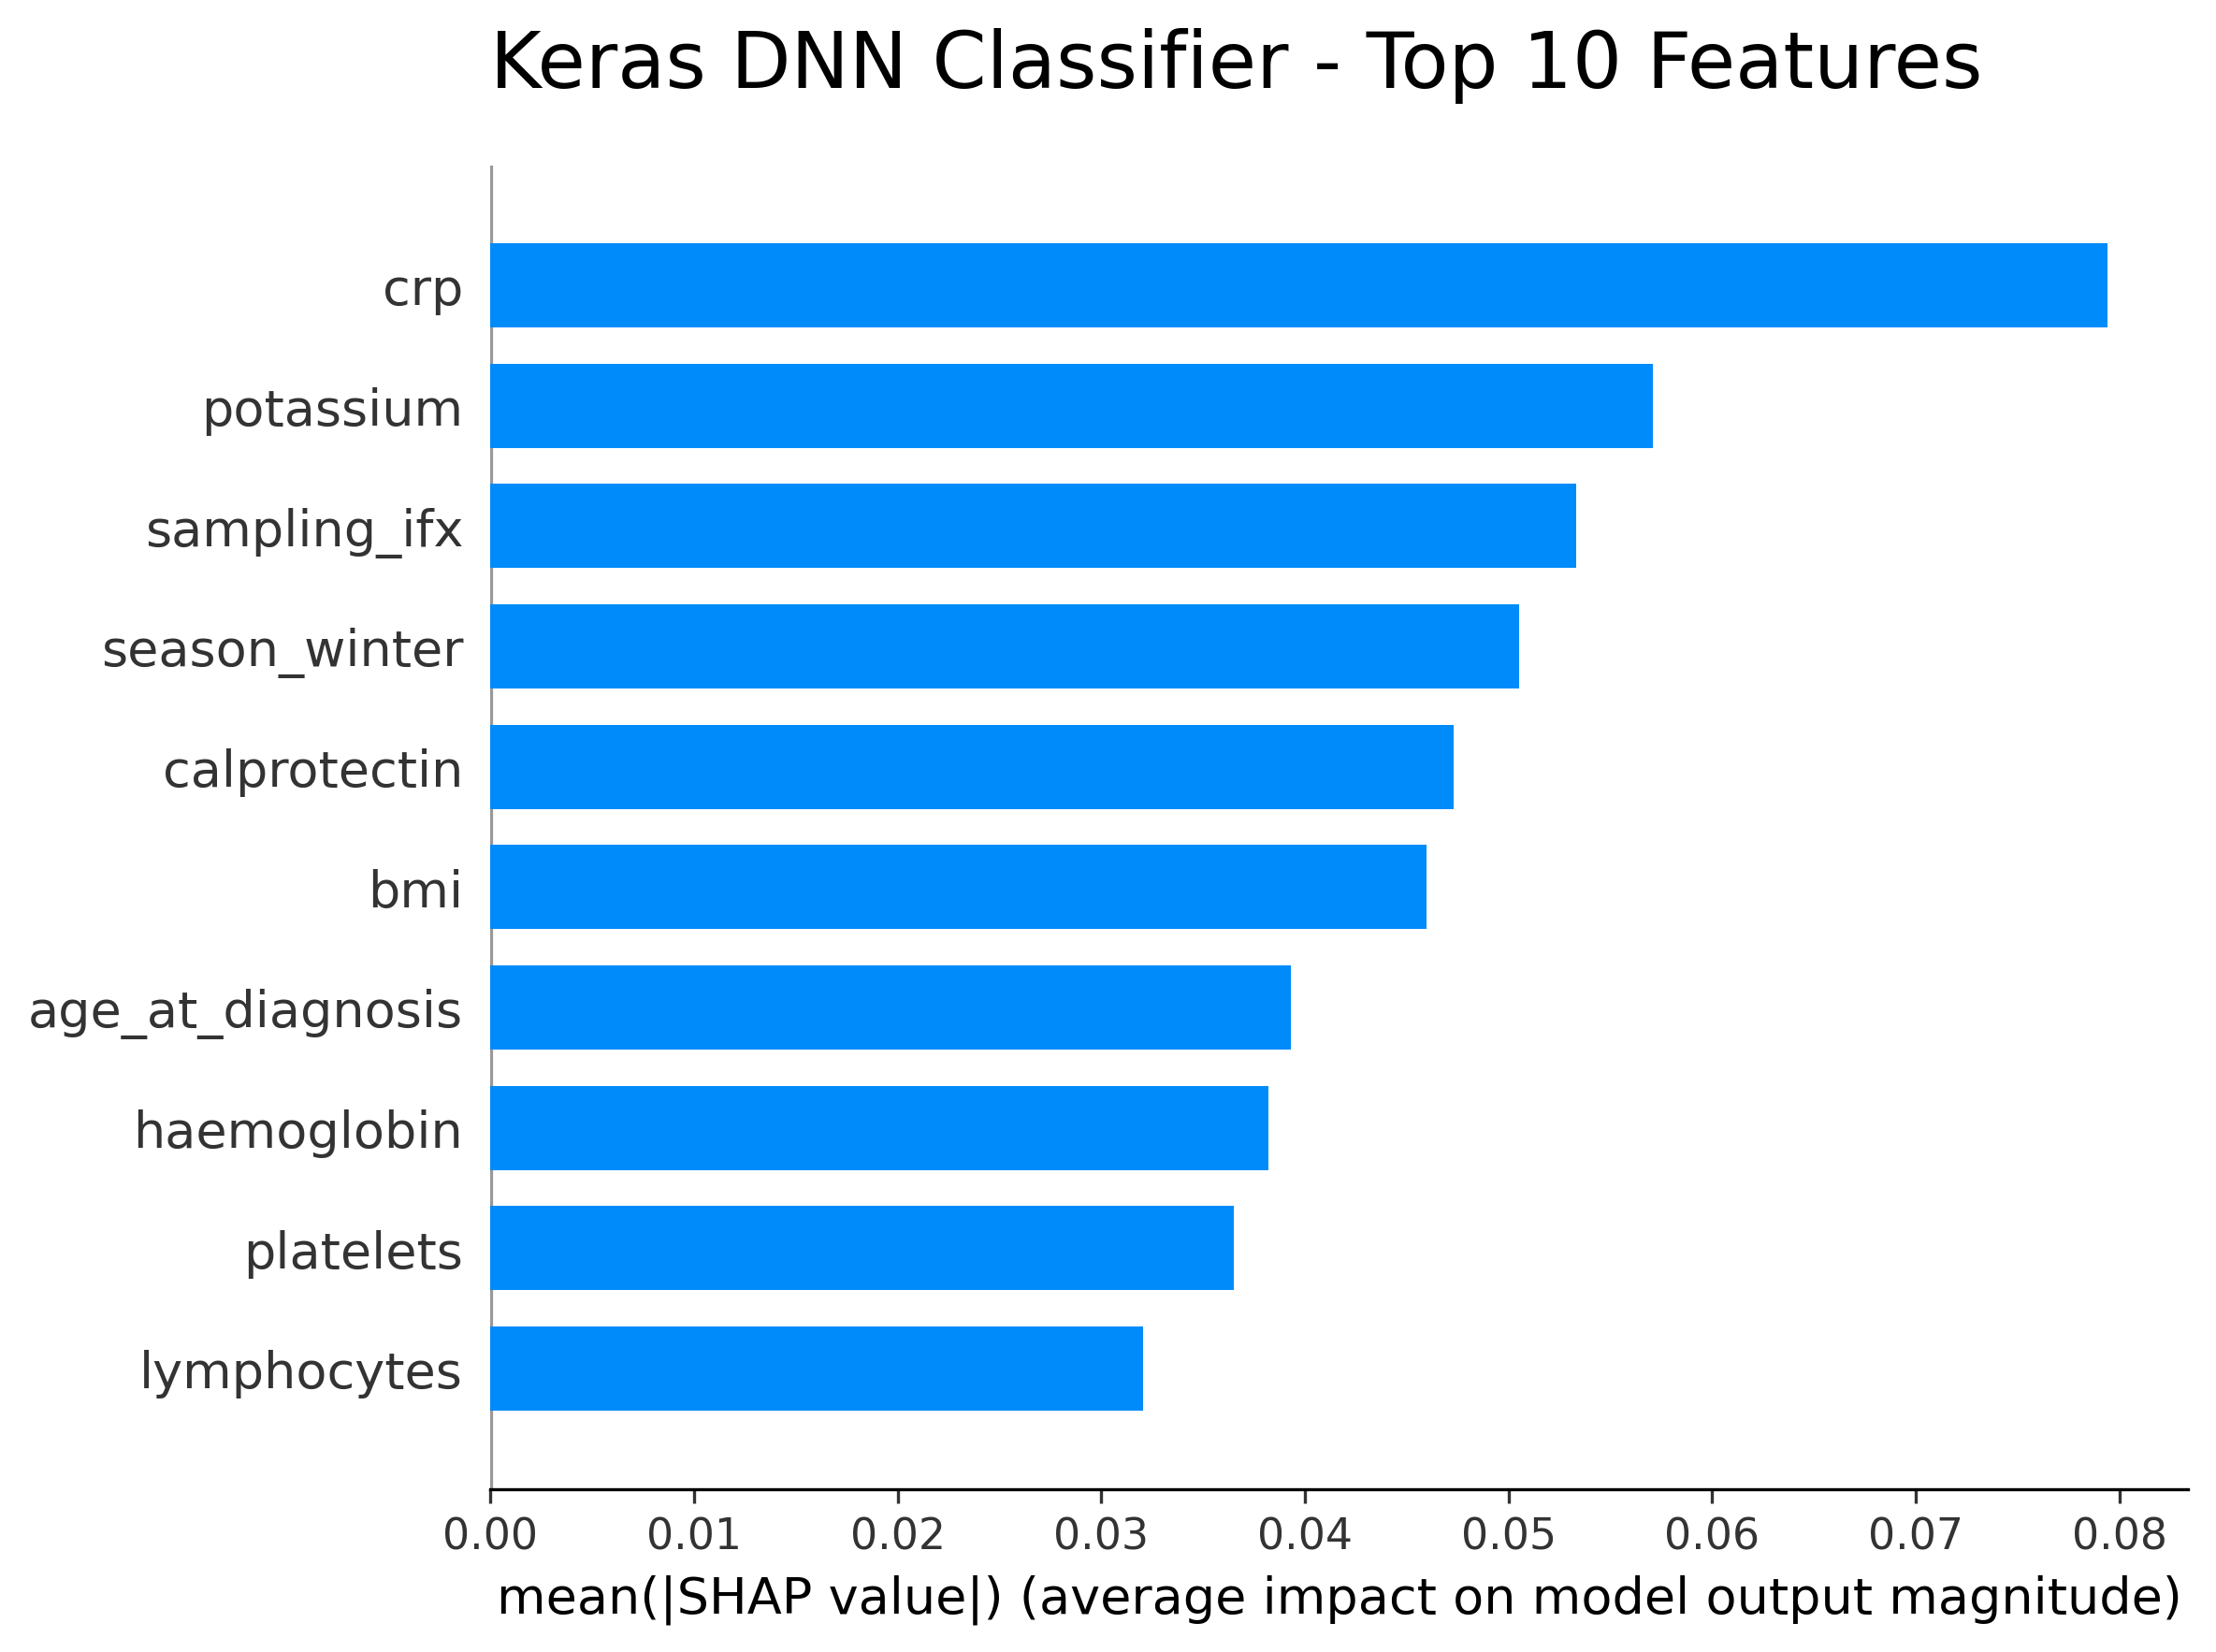 Keras DNN Classifier - Top 10 Features
crp
potassium
sampling_ifx
season_winter
calprotectin
bmi
age_at_diagnosis
haemoglobin
platelets
lymphocytes
0.00 0.01 0.02 0.03 0.04 0.05 0.06 0.07 0.08
mean(|SHAP value|) (average impact on model output magnitude)